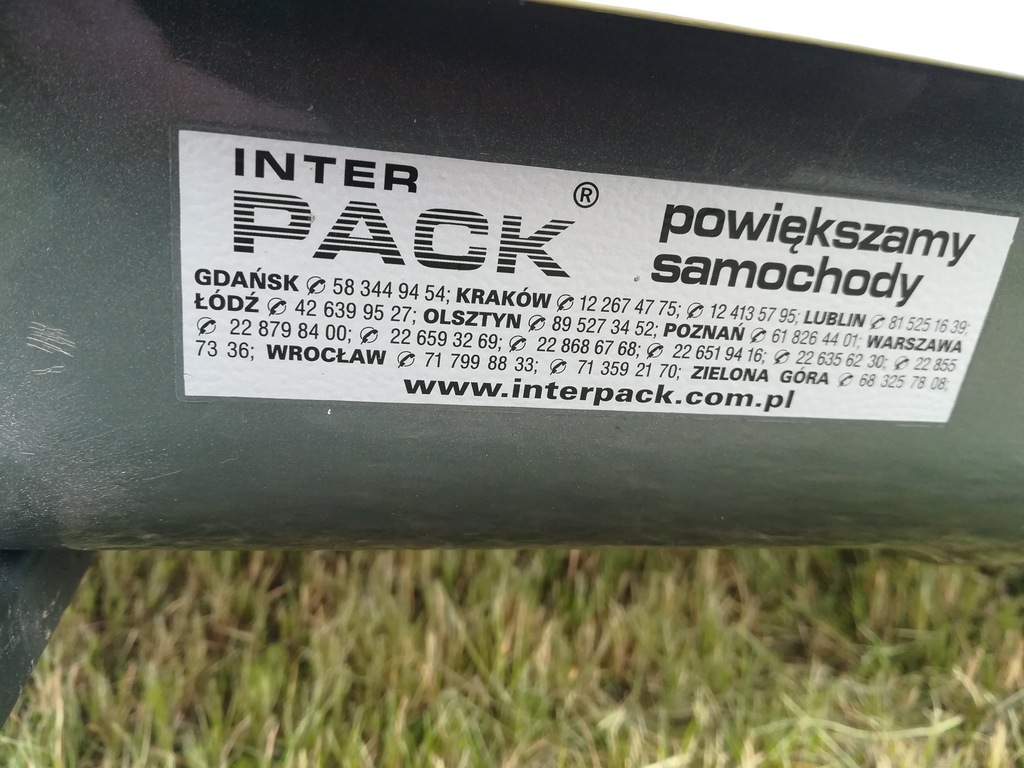 INTER
PACK®
powiększamy
samochody
GDAŃSK ✆ 58 344 94 54; KRAKÓW ✆ 12 267 47 75; ✆ 12 413 57 95; LUBLIN ✆ 81 525 16 39;
ŁÓDŹ ✆ 42 639 95 27; OLSZTYN ✆ 89 527 34 52; POZNAŃ ✆ 61 826 44 01; WARSZAWA
✆ 22 879 84 00; ✆ 22 659 32 69; ✆ 22 868 67 68; ✆ 22 651 94 16; ✆ 22 635 62 30; ✆ 22 855
73 36; WROCŁAW ✆ 71 799 88 33; ✆ 71 359 21 70; ZIELONA GÓRA ✆ 68 325 78 08;
www.interpack.com.pl